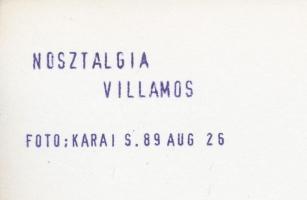 NOSZTALGIA
VILLAMOS
FOTO:KARAI S. 89 AUG 26